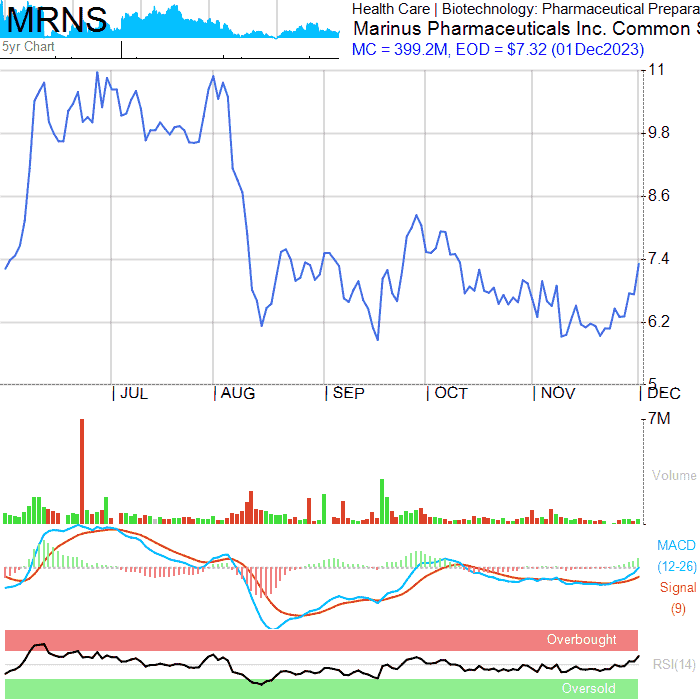 MRNS
5yr Chart
Health Care | Biotechnology: Pharmaceutical Prepara
Marinus Pharmaceuticals Inc. Common S
MC = 399.2M, EOD = $7.32 (01Dec2023)
11
9.8
8.6
7.4
6.2
5
JUL AUG SEP OCT NOV DEC
7M
Volume
MACD
(12-26)
Signal
(9)
Overbought
RSI(14)
Oversold